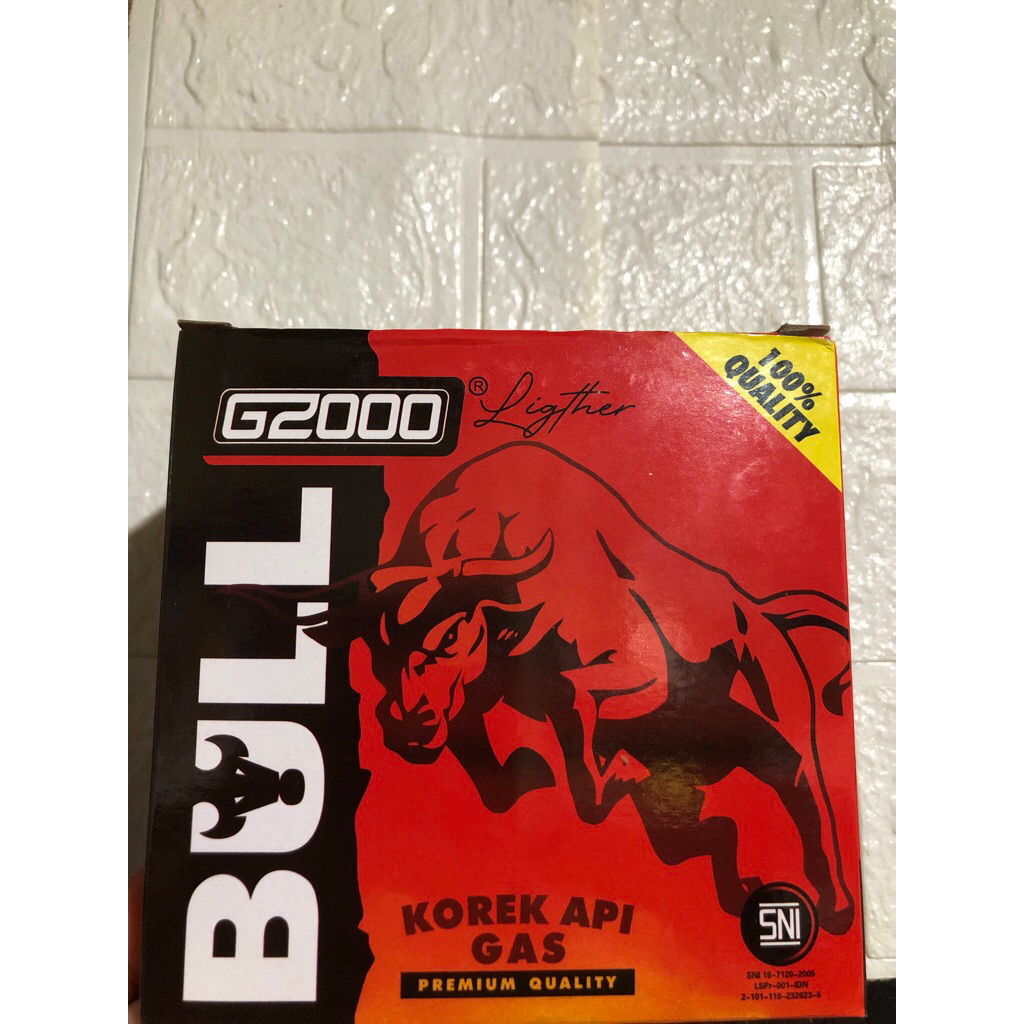 G2000
® Ligther
100%
QUALITY
BULL
KOREK API
GAS
PREMIUM QUALITY
SNI
SNI 19-7120-2005
LSPr-001-IDN
2-101-118-232623-5